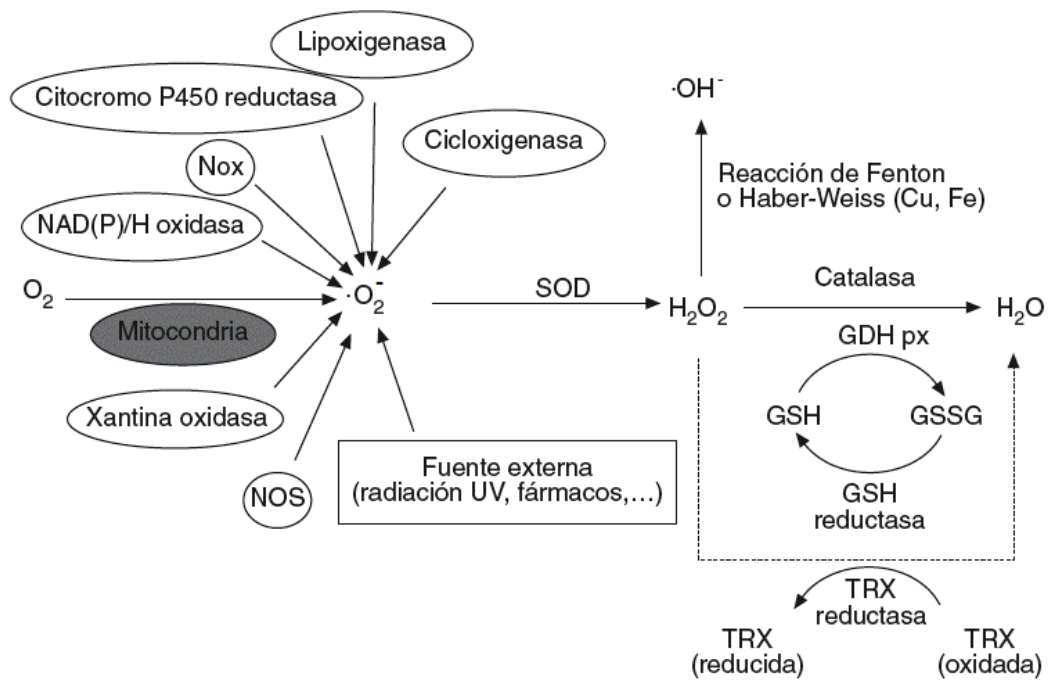 Lipoxigenasa
Citocromo P450 reductasa
Cicloxigenasa
Nox
NAD(P)/H oxidasa
O₂
Mitocondria
·O₂⁻
Xantina oxidasa
NOS
Fuente externa
(radiación UV, fármacos,…)
SOD
·OH⁻
Reacción de Fenton
o Haber-Weiss (Cu, Fe)
H₂O₂
Catalasa
H₂O
GDH px
GSH
GSSG
GSH
reductasa
TRX
reductasa
TRX
(reducida)
TRX
(oxidada)